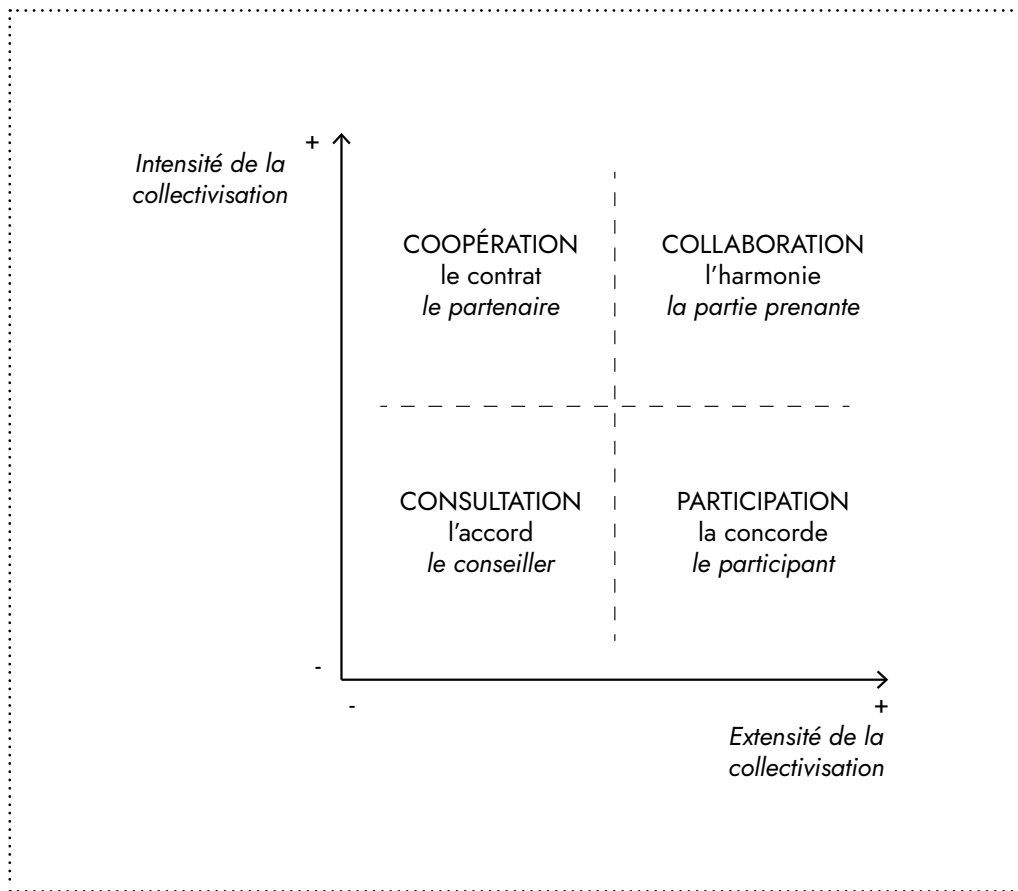 +
Intensité de la
collectivisation
COOPÉRATION
le contrat
le partenaire
COLLABORATION
l'harmonie
la partie prenante
CONSULTATION
l'accord
le conseiller
PARTICIPATION
la concorde
le participant
-
-
+
Extensité de la
collectivisation